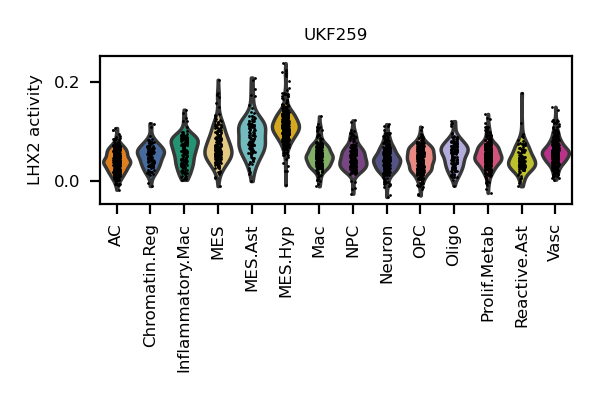 UKF259
LHX2 activity
0.2
0.0
AC
Chromatin.Reg
Inflammatory.Mac
MES
MES.Ast
MES.Hyp
Mac
NPC
Neuron
OPC
Oligo
Prolif.Metab
Reactive.Ast
Vasc